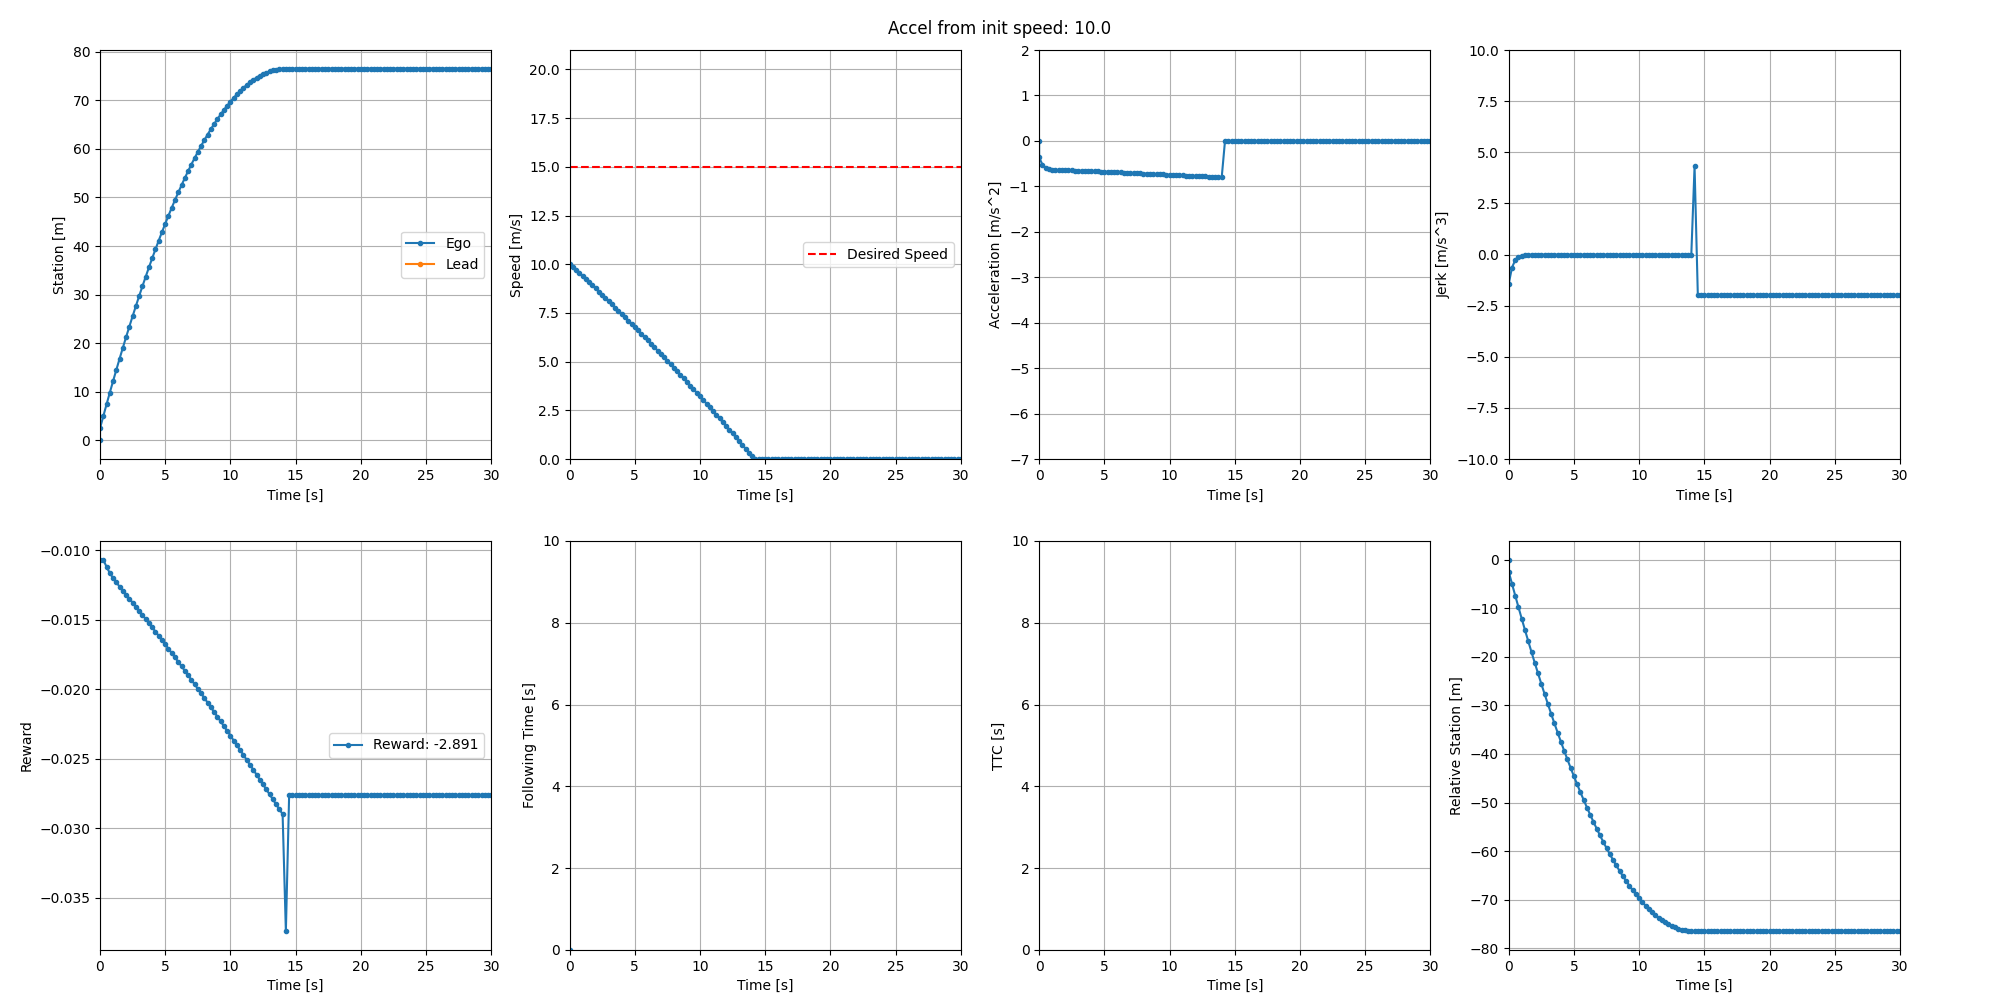 Accel from init speed: 10.0
80
70
60
50
40
30
20
10
0
Station [m]
Ego
Lead
0 5 10 15 20 25 30
Time [s]
20.0
17.5
15.0
12.5
10.0
7.5
5.0
2.5
0.0
Speed [m/s]
Desired Speed
0 5 10 15 20 25 30
Time [s]
2
1
0
−1
−2
−3
−4
−5
−6
−7
Acceleration [m/s^2]
0 5 10 15 20 25 30
Time [s]
10.0
7.5
5.0
2.5
0.0
−2.5
−5.0
−7.5
−10.0
Jerk [m/s^3]
0 5 10 15 20 25 30
Time [s]
−0.010
−0.015
−0.020
−0.025
−0.030
−0.035
Reward
Reward: -2.891
0 5 10 15 20 25 30
Time [s]
10
8
6
4
2
0
Following Time [s]
0 5 10 15 20 25 30
Time [s]
10
8
6
4
2
0
TTC [s]
0 5 10 15 20 25 30
Time [s]
0
−10
−20
−30
−40
−50
−60
−70
−80
Relative Station [m]
0 5 10 15 20 25 30
Time [s]